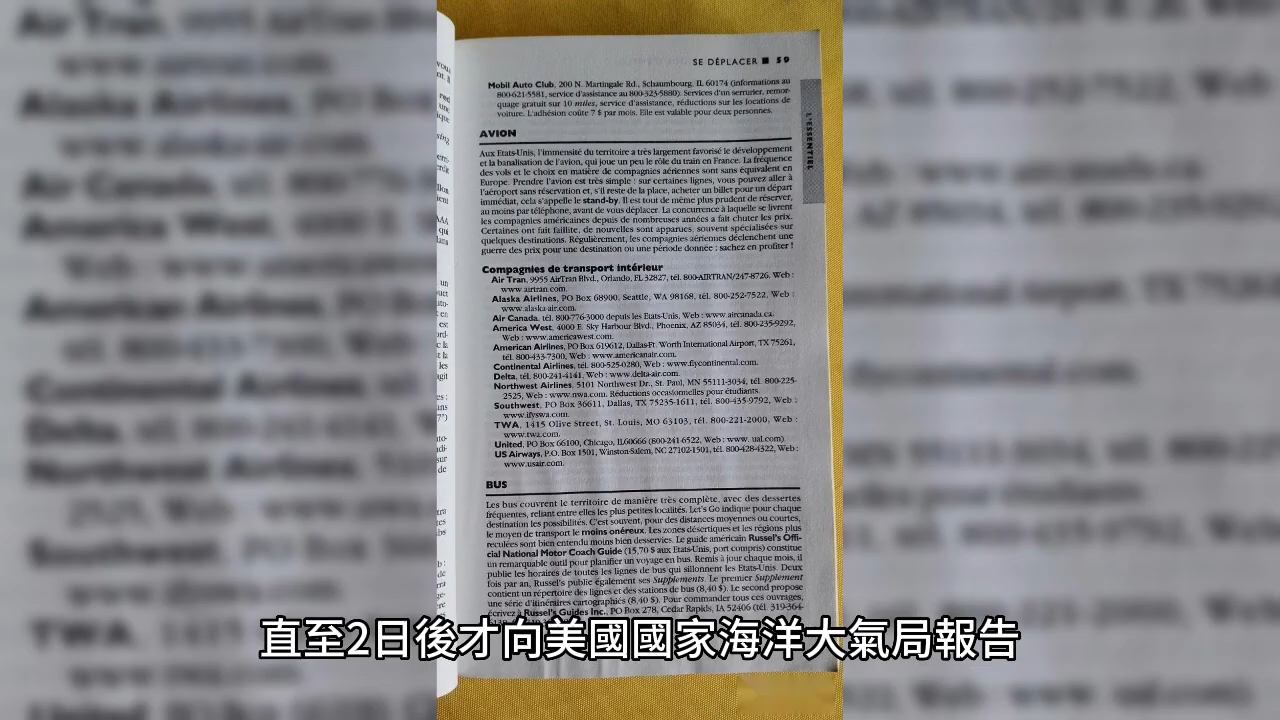 SE DÉPLACER ■ 59
L'ESSENTIEL
Mobil Auto Club, 200 N. Martingale Rd., Schaumbourg, IL 60174 (informations au
800-621-5581, service d'assistance au 800-323-5880). Services d'un serrurier, remor-
quage gratuit sur 10 miles, service d'assistance, réductions sur les locations de
voiture. L'adhésion coûte 7 $ par mois. Elle est valable pour deux personnes.
AVION
Aux Etats-Unis, l'immensité du territoire a très largement favorisé le développement
et la banalisation de l'avion, qui joue un peu le rôle du train en France. La fréquence
des vols et le choix en matière de compagnies aériennes sont sans équivalent en
Europe. Prendre l'avion est très simple : sur certaines lignes, vous pouvez aller à
l'aéroport sans réservation et, s'il reste de la place, acheter un billet pour un départ
immédiat, cela s'appelle le stand-by. Il est tout de même plus prudent de réserver,
au moins par téléphone, avant de vous déplacer. La concurrence à laquelle se livrent
les compagnies américaines depuis de nombreuses années a fait chuter les prix.
Certaines ont fait faillite, de nouvelles sont apparues, souvent spécialisées sur
quelques destinations. Régulièrement, les compagnies aériennes déclenchent une
guerre des prix pour une destination ou une période donnée : sachez en profiter !
Compagnies de transport intérieur
Air Tran, 9955 AirTran Blvd., Orlando, FL 32827, tél. 800-AIRTRAN/247-8726. Web :
www.airtran.com.
Alaska Airlines, PO Box 68900, Seattle, WA 98168, tél. 800-252-7522, Web :
www.alaska-air.com.
Air Canada, tél. 800-776-3000 depuis les Etats-Unis, Web : www.aircanada.ca.
America West, 4000 E. Sky Harbour Blvd., Phoenix, AZ 85034, tél. 800-235-9292,
Web : www.americawest.com.
American Airlines, PO Box 619612, Dallas-Ft. Worth International Airport, TX 75261,
tél. 800-433-7300, Web : www.americanair.com.
Continental Airlines, tél. 800-525-0280, Web : www.flycontinental.com.
Delta, tél. 800-241-4141, Web : www.delta-air.com.
Northwest Airlines, 5101 Northwest Dr., St. Paul, MN 55111-3034, tél. 800-225-
2525, Web : www.nwa.com. Réductions occasionnelles pour étudiants.
Southwest, PO Box 36611, Dallas, TX 75235-1611, tél. 800-435-9792, Web :
www.iflyswa.com.
TWA, 1415 Olive Street, St. Louis, MO 63103, tél. 800-221-2000, Web :
www.twa.com.
United, PO Box 66100, Chicago, IL60666 (800-241-6522, Web : www. ual.com).
US Airways, P.O. Box 1501, Winston-Salem, NC 27102-1501, tél. 800-428-4322, Web :
www.usair.com.
BUS
Les bus couvrent le territoire de manière très complète, avec des dessertes
fréquentes, reliant entre elles les plus petites localités. Let's Go indique pour chaque
destination les possibilités. C'est souvent, pour des distances moyennes ou courtes,
le moyen de transport le moins onéreux. Les zones désertiques et les régions plus
reculées sont bien entendu moins bien desservies. Le guide américain Russel's Offi-
cial National Motor Coach Guide (15,70 $ aux Etats-Unis, port compris) constitue
un remarquable outil pour planifier un voyage en bus. Remis à jour chaque mois, il
publie les horaires de toutes les lignes de bus qui sillonnent les Etats-Unis. Deux
fois par an, Russel's publie également ses Supplements. Le premier Supplement
contient un répertoire des lignes et des stations de bus (8,40 $). Le second propose
une série d'itinéraires cartographiés (8,40 $). Pour commander tous ces ouvrages,
écrivez à Russel's Guides Inc., PO Box 278, Cedar Rapids, IA 52406 (tél. 319-364-
直至2日後才向美國國家海洋大氣局報告